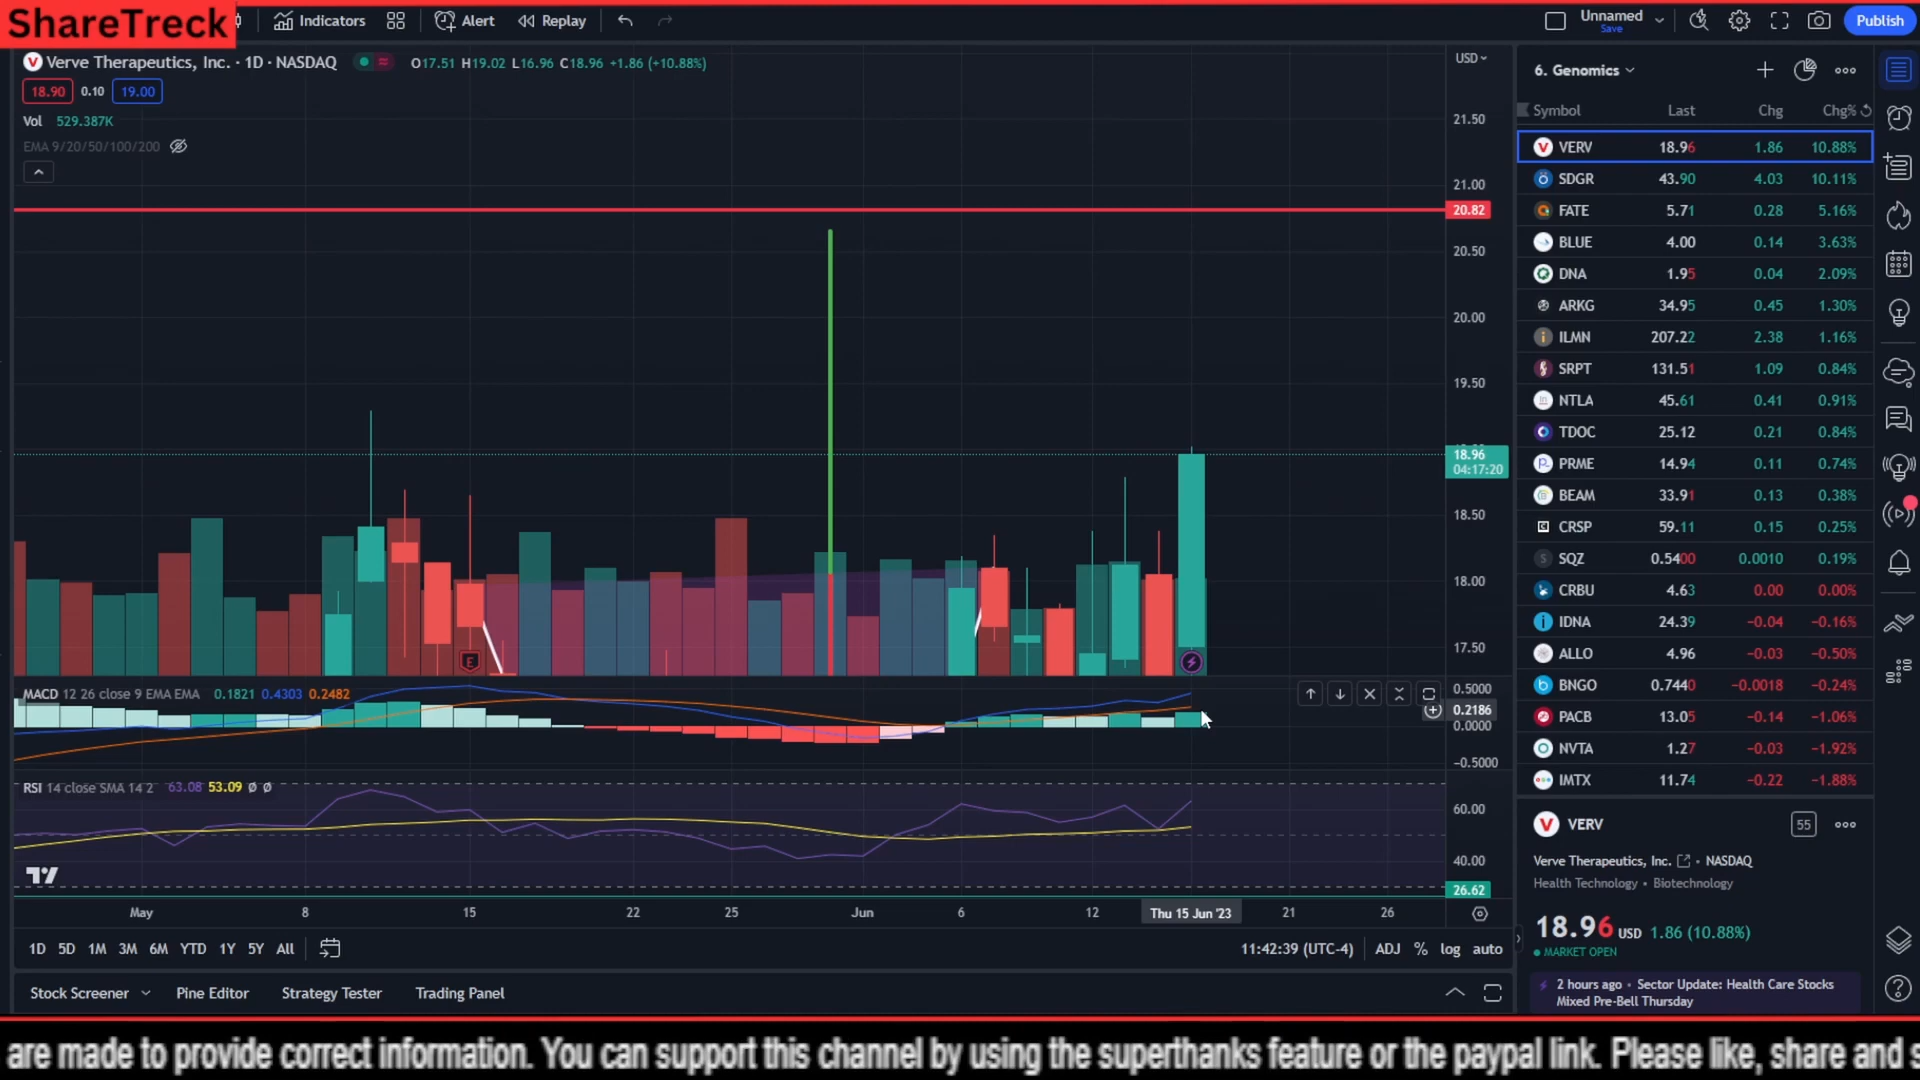 ShareTreck
Indicators
Alert
Replay
Unnamed
Save
Publish
Verve Therapeutics, Inc. · 1D · NASDAQ
O17.51 H19.02 L16.96 C18.96 +1.86 (+10.88%)
18.90 0.10 19.00
Vol 529.387K
EMA 9/20/50/100/200
USD
21.50
21.00
20.82
20.50
20.00
19.50
18.96
04:17:20
18.50
18.00
17.50
E
MACD 12 26 close 9 EMA EMA 0.1821 0.4303 0.2482
0.5000
0.2186
0.0000
−0.5000
RSI 14 close SMA 14 2 63.08 53.09 ∅ ∅
60.00
40.00
26.62
May 8 15 22 25 Jun 6 12 Thu 15 Jun '23 21 26
1D 5D 1M 3M 6M YTD 1Y 5Y All
11:42:39 (UTC-4) ADJ % log auto
Stock Screener Pine Editor Strategy Tester Trading Panel
6. Genomics
Symbol Last Chg Chg%
VERV 18.96 1.86 10.88%
SDGR 43.90 4.03 10.11%
FATE 5.71 0.28 5.16%
BLUE 4.00 0.14 3.63%
DNA 1.95 0.04 2.09%
ARKG 34.95 0.45 1.30%
ILMN 207.22 2.38 1.16%
SRPT 131.51 1.09 0.84%
NTLA 45.61 0.41 0.91%
TDOC 25.12 0.21 0.84%
PRME 14.94 0.11 0.74%
BEAM 33.91 0.13 0.38%
CRSP 59.11 0.15 0.25%
SQZ 0.5400 0.0010 0.19%
CRBU 4.63 0.00 0.00%
IDNA 24.39 −0.04 −0.16%
ALLO 4.96 −0.03 −0.50%
BNGO 0.7440 −0.0018 −0.24%
PACB 13.05 −0.14 −1.06%
NVTA 1.27 −0.03 −1.92%
IMTX 11.74 −0.22 −1.88%
VERV
55
Verve Therapeutics, Inc. • NASDAQ
Health Technology • Biotechnology
18.96 USD 1.86 (10.88%)
MARKET OPEN
2 hours ago • Sector Update: Health Care Stocks
Mixed Pre-Bell Thursday
are made to provide correct information. You can support this channel by using the superthanks feature or the paypal link. Please like, share and s